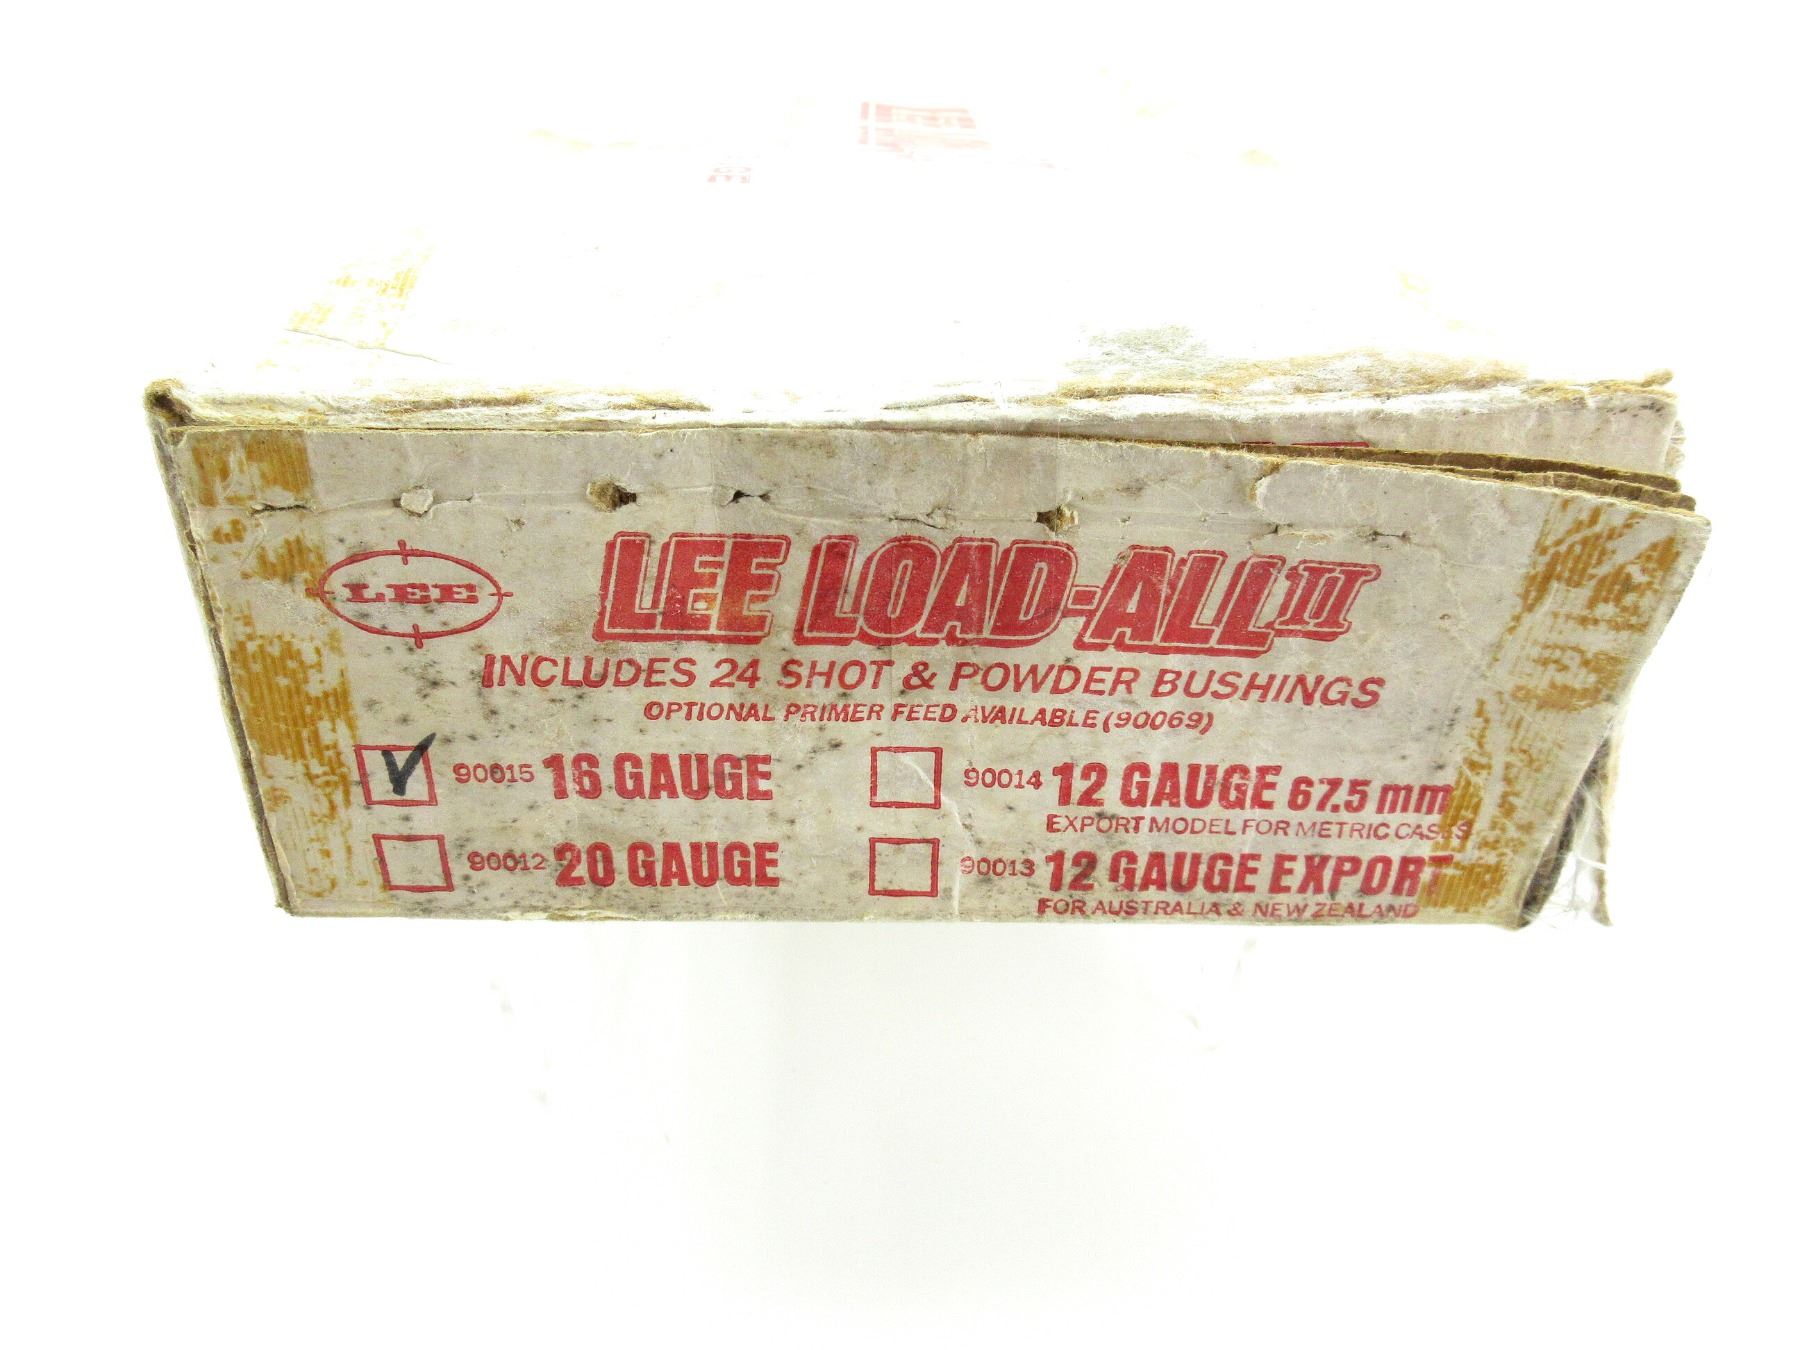 LEE
LEE LOAD-ALL II
INCLUDES 24 SHOT & POWDER BUSHINGS
OPTIONAL PRIMER FEED AVAILABLE (90069)
90015 16 GAUGE
90014 12 GAUGE 67.5 mm
EXPORT MODEL FOR METRIC CASES
90012 20 GAUGE
90013 12 GAUGE EXPORT
FOR AUSTRALIA & NEW ZEALAND